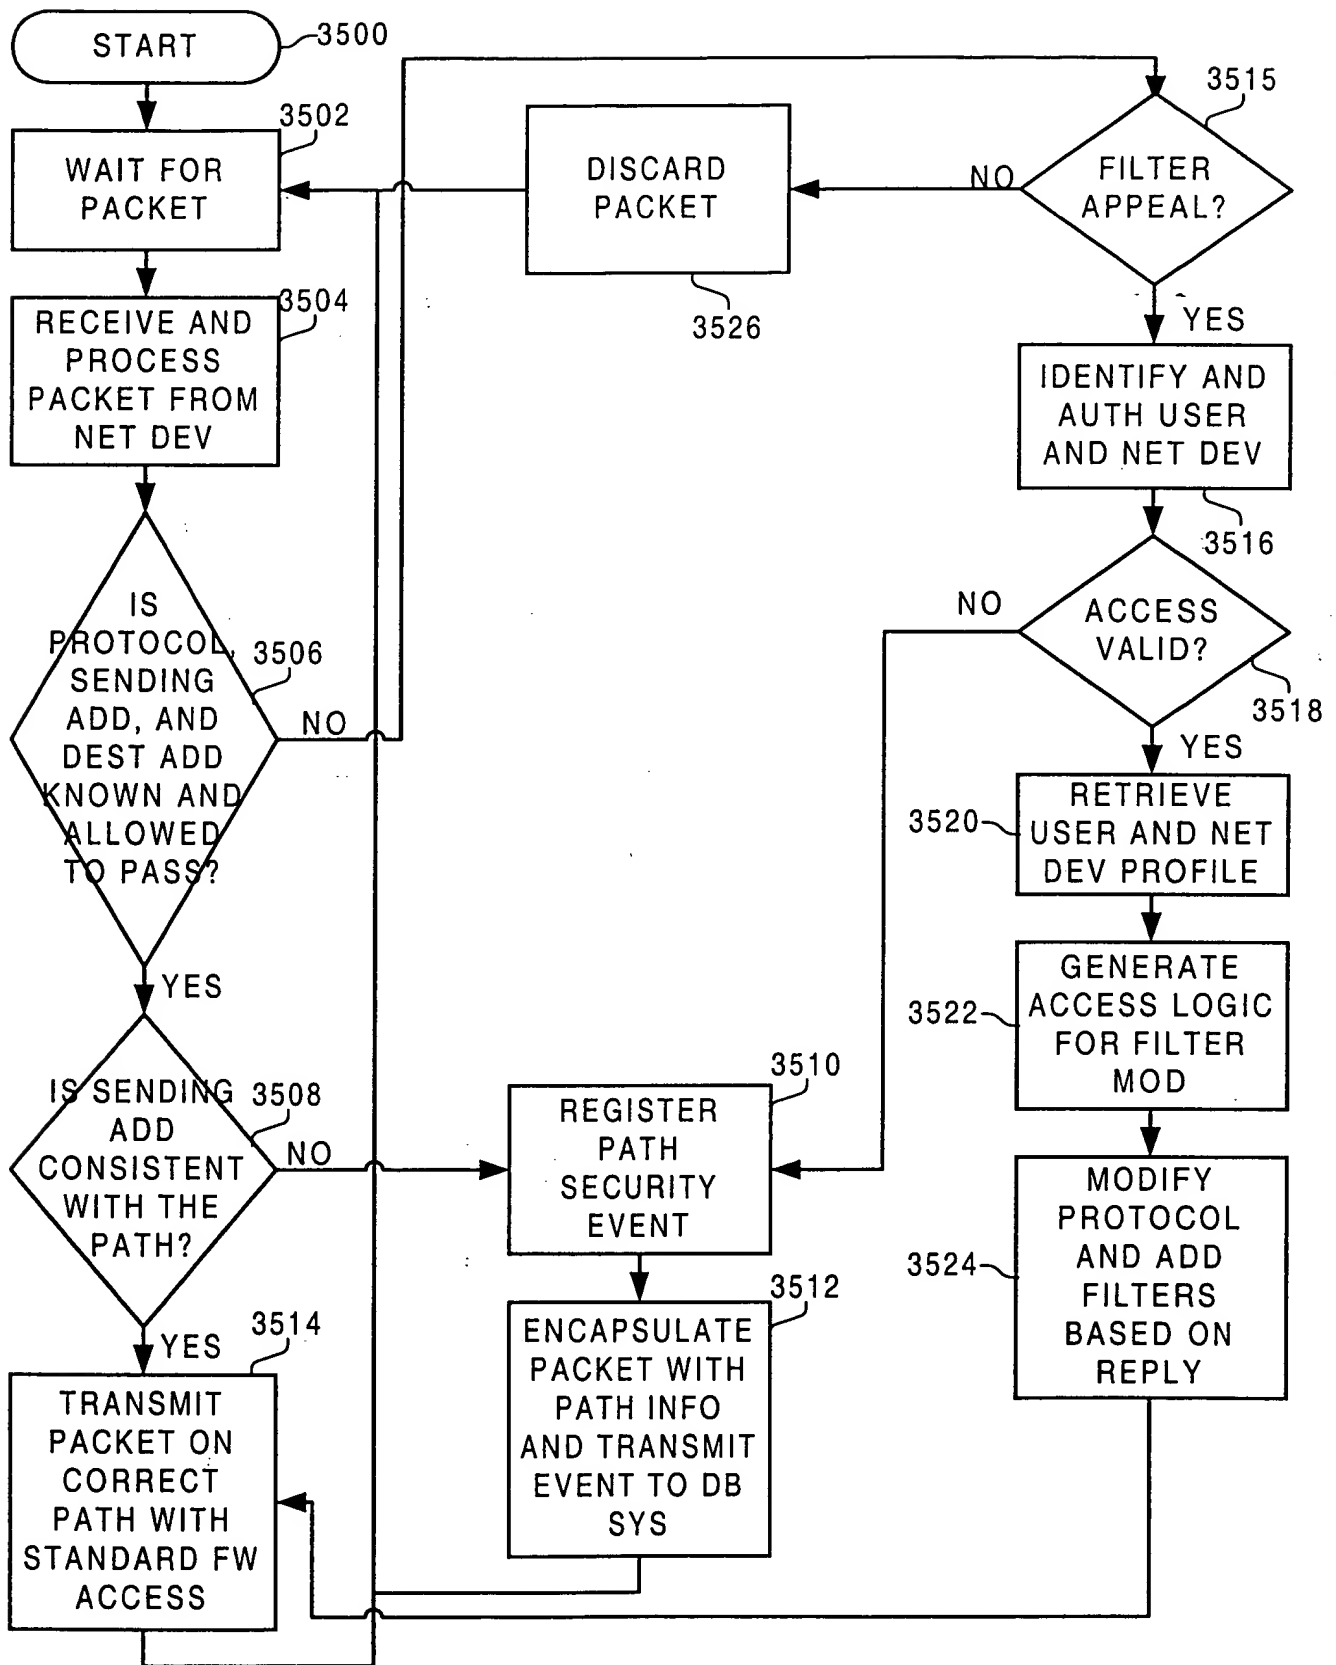 START
3500
3502
WAIT FOR
PACKET
3504
RECEIVE AND
PROCESS
PACKET FROM
NET DEV
IS
PROTOCOL,
SENDING
ADD, AND
DEST ADD
KNOWN AND
ALLOWED
TO PASS?
3506
NO
YES
IS SENDING
ADD
CONSISTENT
WITH THE
PATH?
3508
NO
YES
3514
TRANSMIT
PACKET ON
CORRECT
PATH WITH
STANDARD FW
ACCESS
DISCARD
PACKET
3526
3510
REGISTER
PATH
SECURITY
EVENT
3512
ENCAPSULATE
PACKET WITH
PATH INFO
AND TRANSMIT
EVENT TO DB
SYS
3515
FILTER
APPEAL?
NO
YES
IDENTIFY AND
AUTH USER
AND NET DEV
3516
NO
ACCESS
VALID?
3518
YES
3520
RETRIEVE
USER AND NET
DEV PROFILE
3522
GENERATE
ACCESS LOGIC
FOR FILTER
MOD
3524
MODIFY
PROTOCOL
AND ADD
FILTERS
BASED ON
REPLY